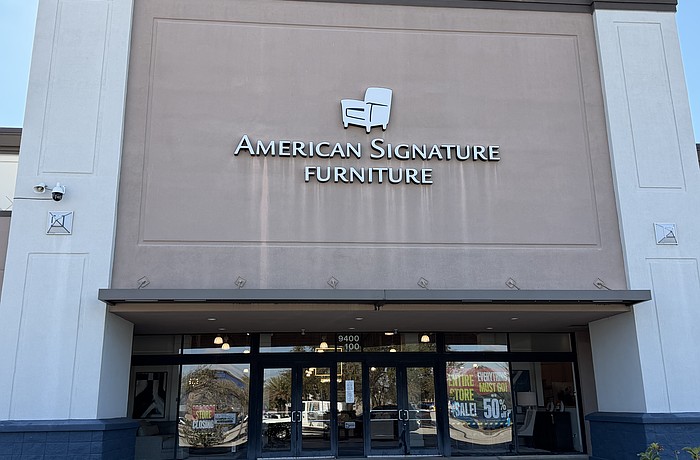 AMERICAN SIGNATURE
FURNITURE
9400
100
STORE
CLOSING
ENTIRE
STORE
SALE!
EVERYTHING
MUST GO!
50%